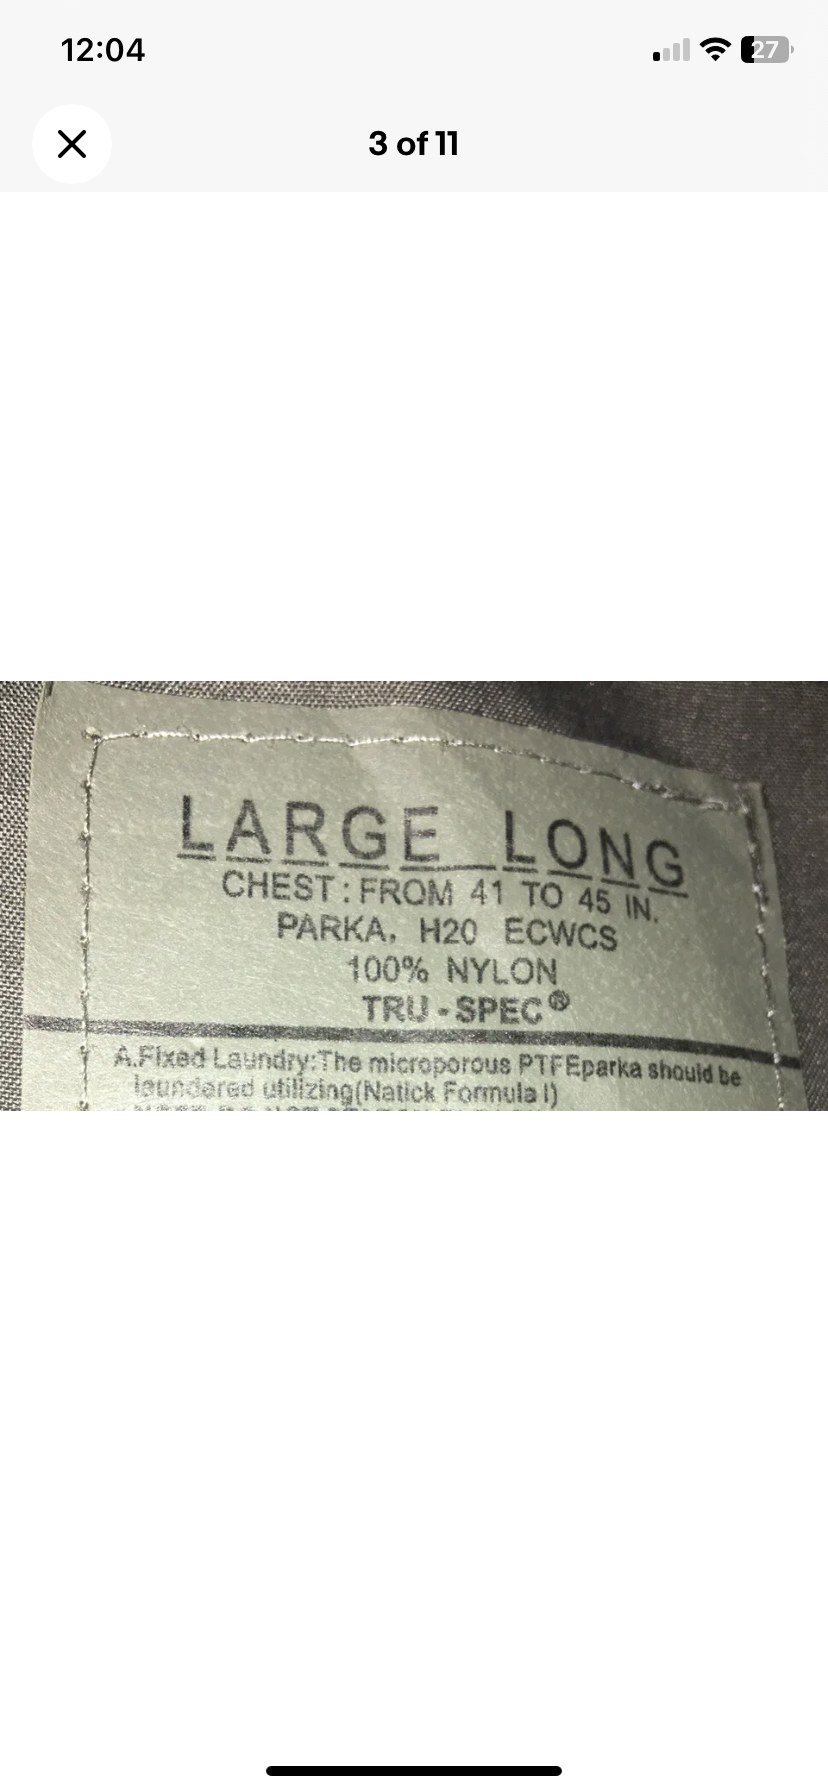 12:04
27
3 of 11
LARGE LONG
CHEST : FROM 41 TO 45 IN.
PARKA, H20 ECWCS
100% NYLON
TRU-SPEC®
A.Fixed Laundry:The microporous PTFEparka should be
laundered utilizing(Natick Formula I)